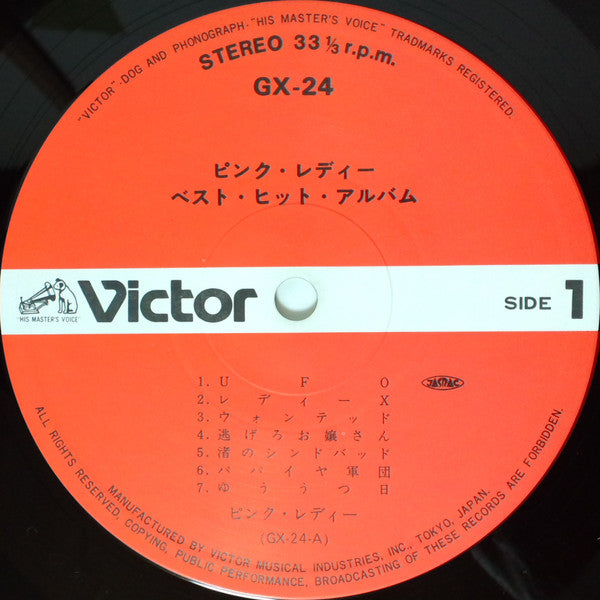 "VICTOR"-DOG AND PHONOGRAPH-"HIS MASTER'S VOICE" TRADMARKS REGISTERED.
STEREO 33 1/3 r.p.m.
GX-24
ピンク・レディー
ベスト・ヒット・アルバム
"HIS MASTER'S VOICE"
Victor
SIDE 1
1. U F O
JASRAC
2. レディーX
3. ウォンテッド
4. 逃げろお嬢さん
5. 渚のシンドバッド
6. パパイヤ軍団
7. ゆううつ日
ピンク・レディー
(GX-24-A)
MANUFACTURED BY VICTOR MUSICAL INDUSTRIES, INC., TOKYO, JAPAN.
ALL RIGHTS RESERVED. COPYING, PUBLIC PERFORMANCE, BROADCASTING OF THESE RECORDS ARE FORBIDDEN.